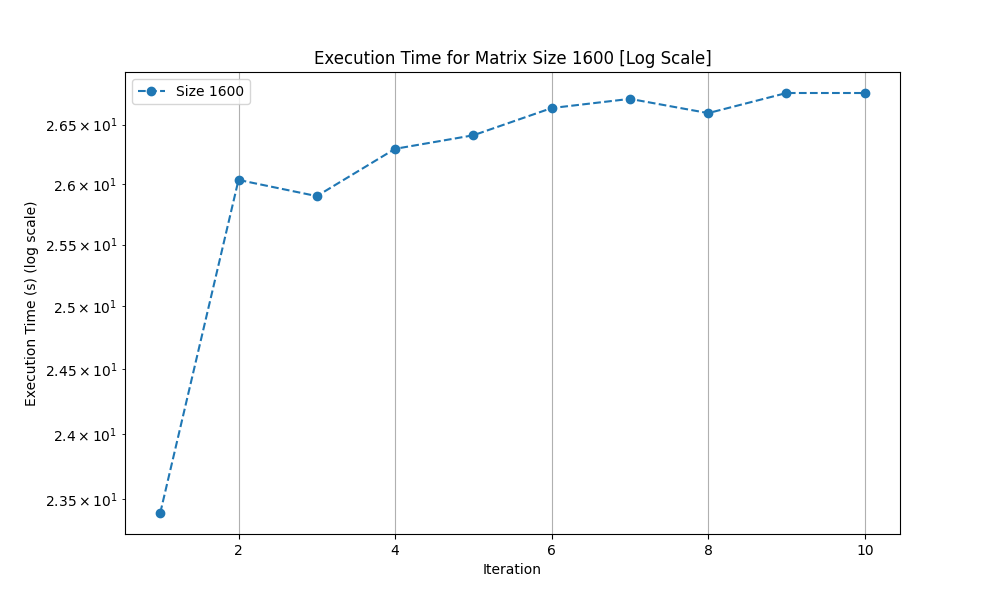 Execution Time for Matrix Size 1600 [Log Scale]
Size 1600
Execution Time (s) (log scale)
2.65 × 10¹
2.6 × 10¹
2.55 × 10¹
2.5 × 10¹
2.45 × 10¹
2.4 × 10¹
2.35 × 10¹
2 4 6 8 10
Iteration